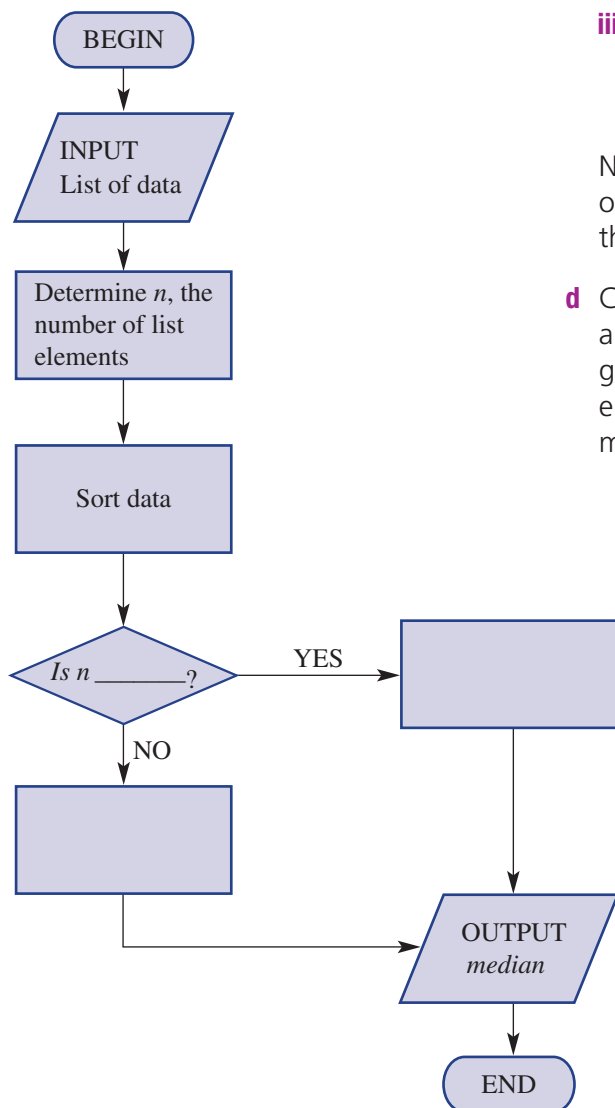 BEGIN
INPUT
List of data
Determine n, the
number of list
elements
Sort data
Is n _______?
YES
NO
OUTPUT
median
END
iii
N
o
th
d C
a
g
e
m